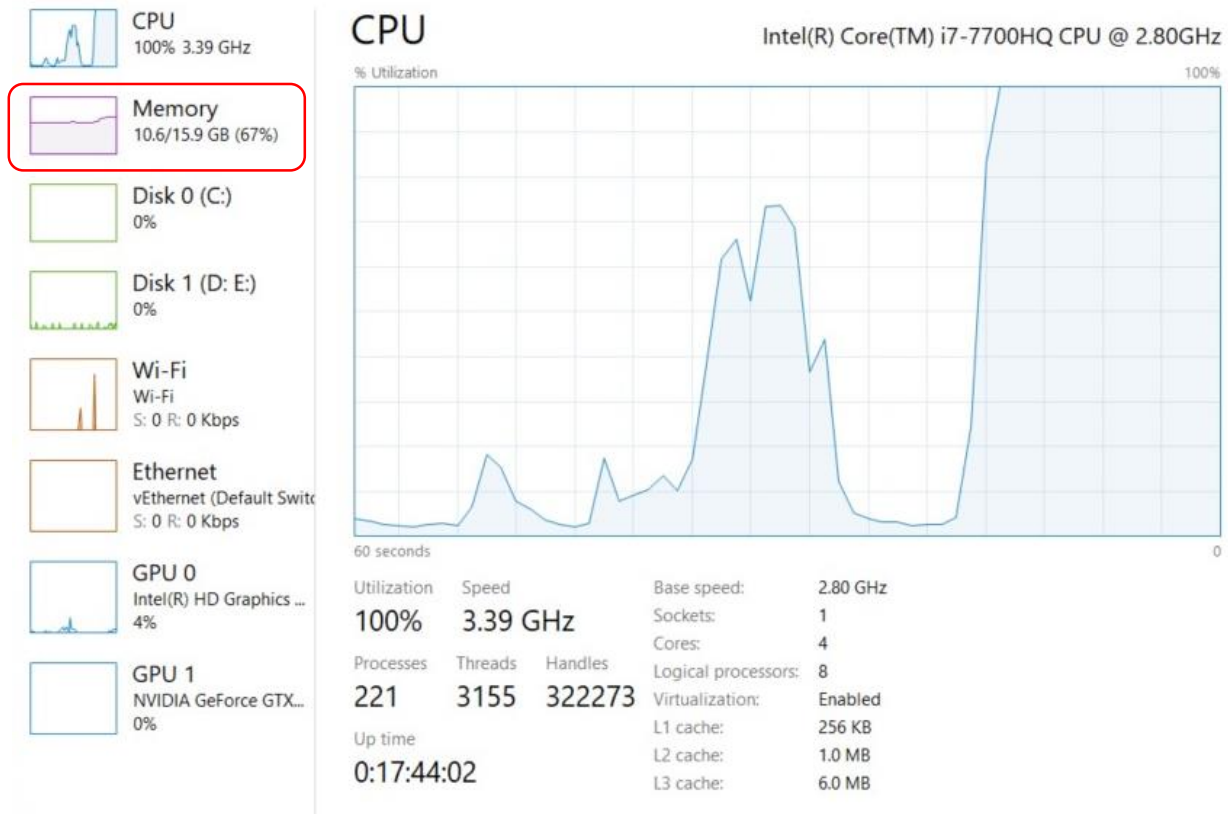 CPU
100% 3.39 GHz
Memory
10.6/15.9 GB (67%)
Disk 0 (C:)
0%
Disk 1 (D: E:)
0%
Wi-Fi
Wi-Fi
S: 0 R: 0 Kbps
Ethernet
vEthernet (Default Switc
S: 0 R: 0 Kbps
GPU 0
Intel(R) HD Graphics ...
4%
GPU 1
NVIDIA GeForce GTX...
0%
CPU
Intel(R) Core(TM) i7-7700HQ CPU @ 2.80GHz
% Utilization
100%
60 seconds
0
Utilization Speed
100% 3.39 GHz
Processes Threads Handles
221 3155 322273
Up time
0:17:44:02
Base speed: 2.80 GHz
Sockets: 1
Cores: 4
Logical processors: 8
Virtualization: Enabled
L1 cache: 256 KB
L2 cache: 1.0 MB
L3 cache: 6.0 MB